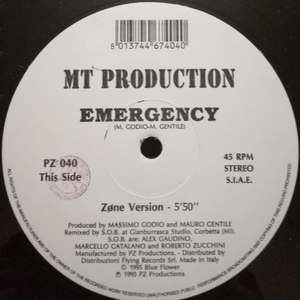 8 013744 674040
MT PRODUCTION
EMERGENCY
(M. GODIO-M. GENTILE)
PZ 040
This Side
45 RPM
STEREO
S.I.A.E.
Zøne Version - 5'50''
Produced by MASSIMO GODIO and MAURO GENTILE
Remixed by S.O.B. at Gianburrasca Studio, Corbetta (MI).
S.O.B. are: ALEX GAUDINO,
MARCELLO CATALANO and ROBERTO ZUCCHINI
Manufactured by PZ Productions - Distributed by
Distribuzioni Flying Records Srl. Made in Italy
℗ 1995 Blue Flower
© 1995 PZ Productions